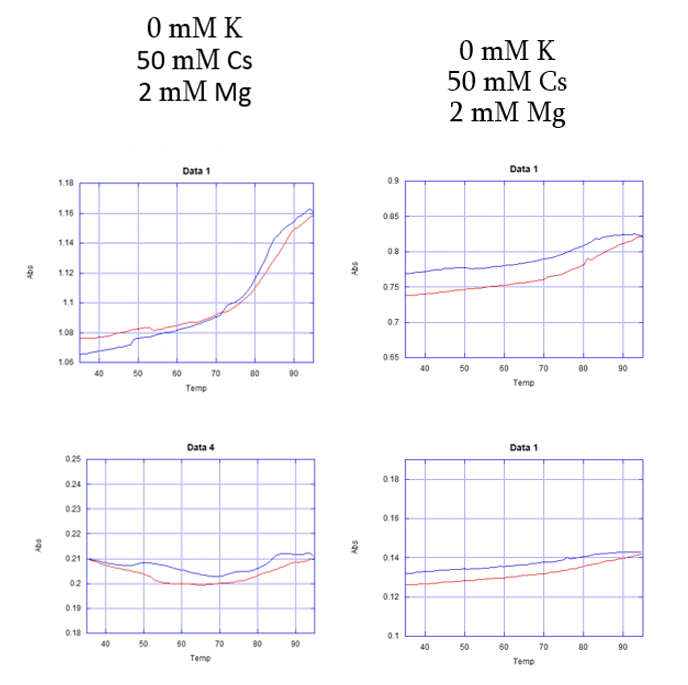 0 mM K
50 mM Cs
2 mM Mg
0 mM K
50 mM Cs
2 mM Mg
Data 1
1.18
1.16
1.14
1.12
1.1
1.08
1.06
Abs
40 50 60 70 80 90
Temp
Data 1
0.9
0.85
0.8
0.75
0.7
0.65
Abs
40 50 60 70 80 90
Temp
Data 4
0.25
0.24
0.23
0.22
0.21
0.2
0.19
0.18
Abs
40 50 60 70 80 90
Temp
Data 1
0.18
0.16
0.14
0.12
0.1
Abs
40 50 60 70 80 90
Temp